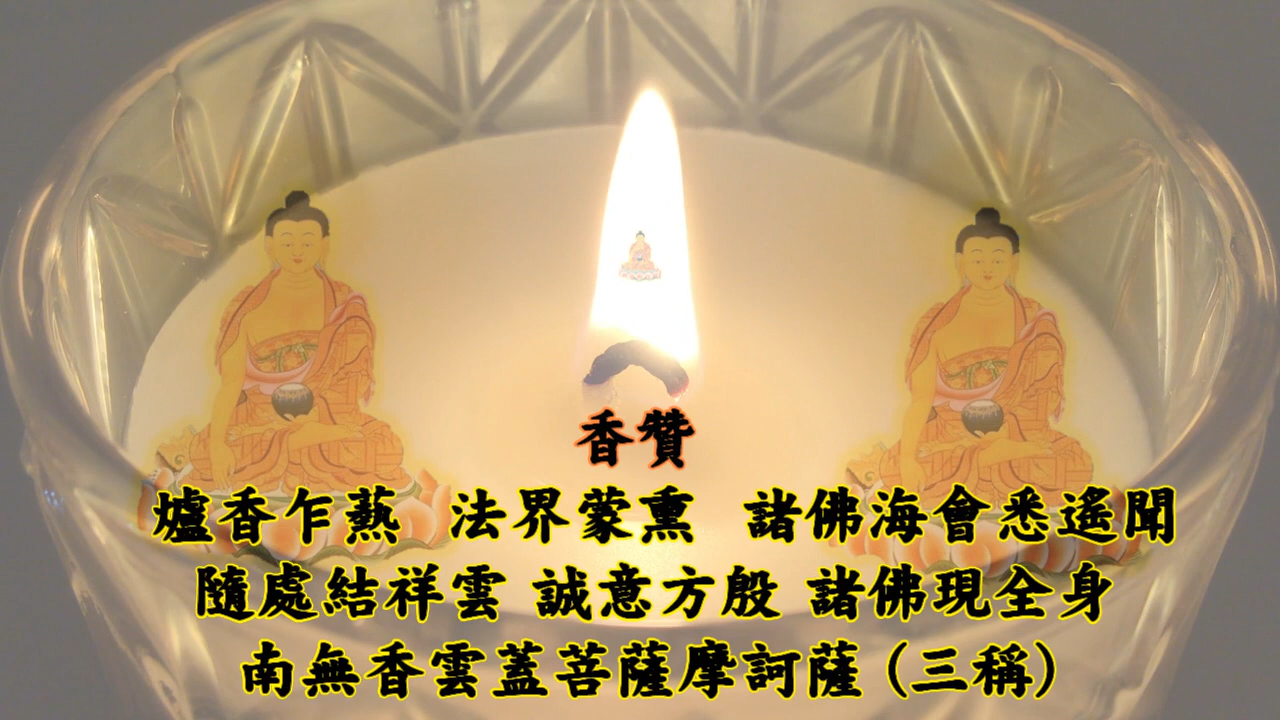 香贊
爐香乍爇 法界蒙熏 諸佛海會悉遙聞
隨處結祥雲 誠意方殷 諸佛現全身
南無香雲蓋菩薩摩訶薩 (三稱)